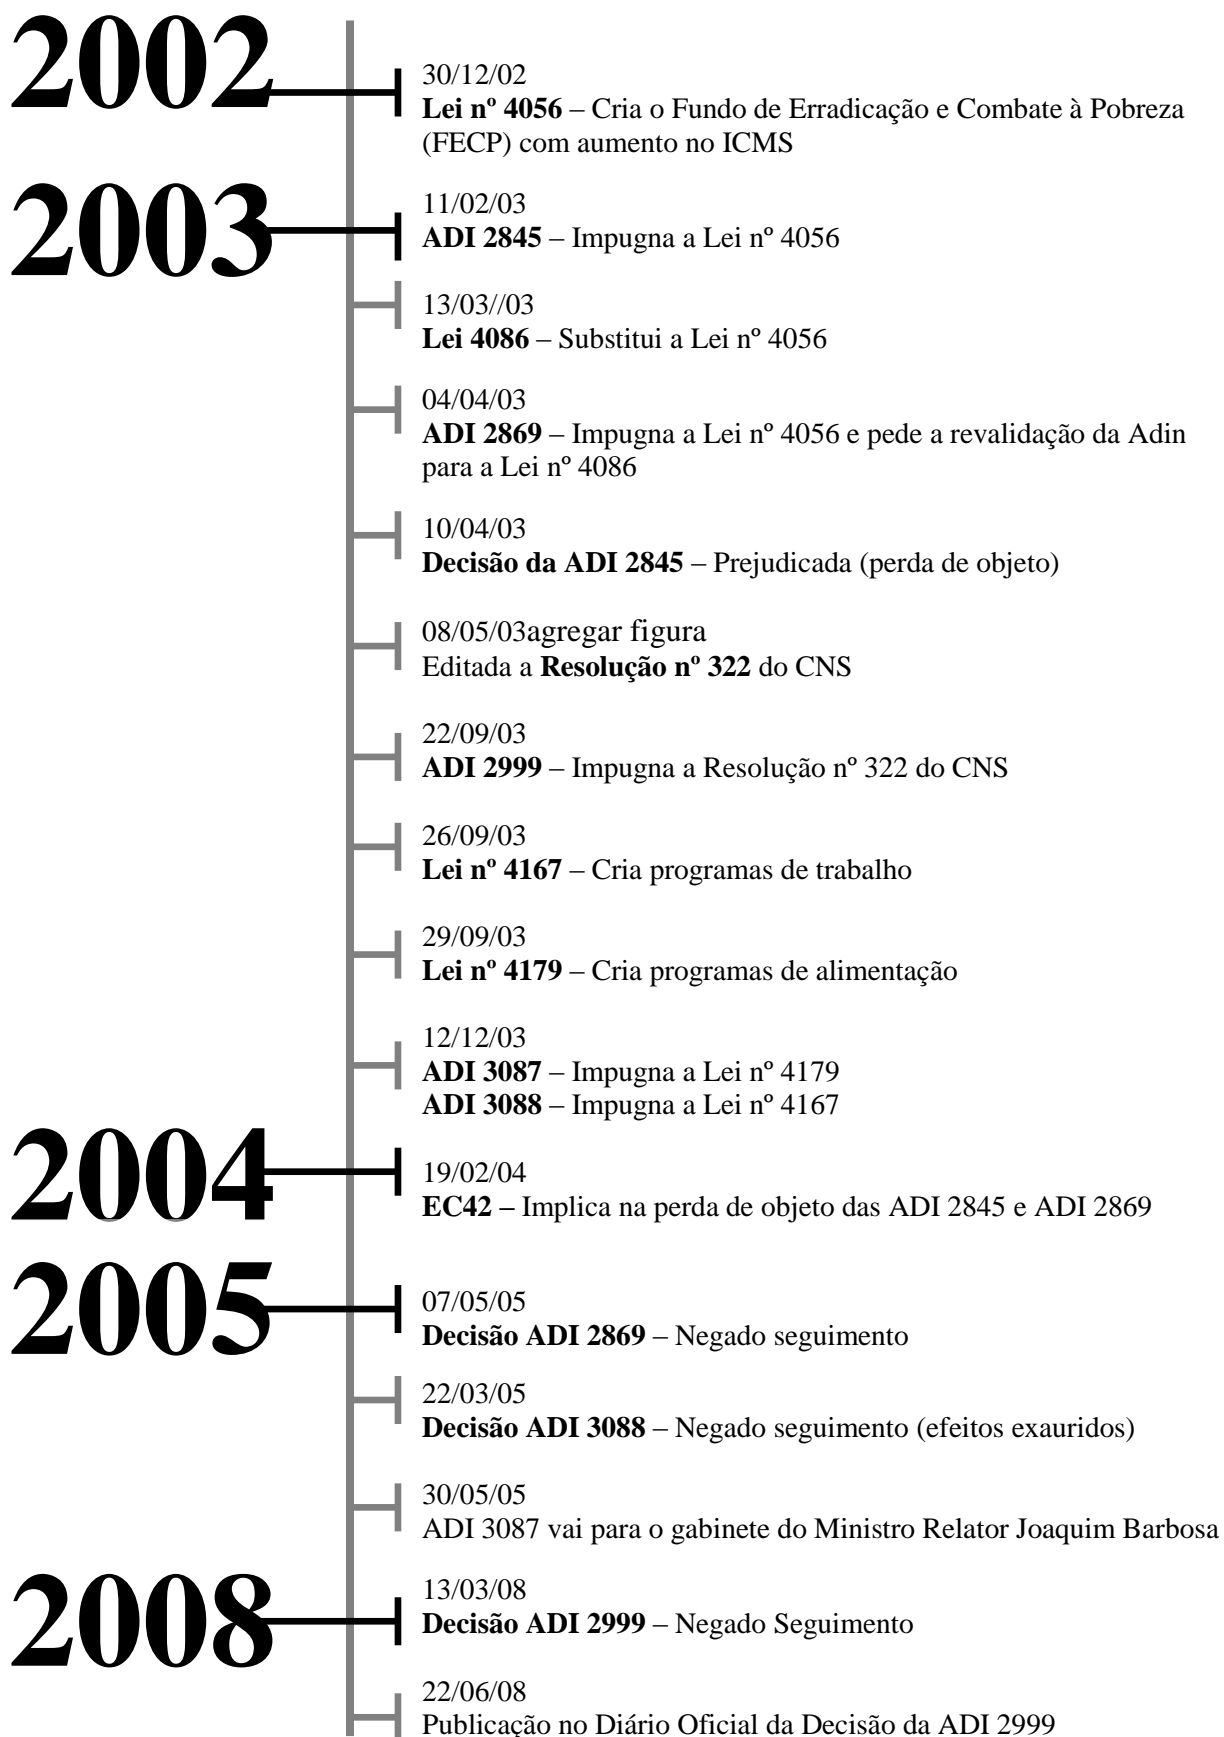 2002
30/12/02
Lei nº 4056 – Cria o Fundo de Erradicação e Combate à Pobreza
(FECP) com aumento no ICMS
2003
11/02/03
ADI 2845 – Impugna a Lei nº 4056
13/03//03
Lei 4086 – Substitui a Lei nº 4056
04/04/03
ADI 2869 – Impugna a Lei nº 4056 e pede a revalidação da Adin
para a Lei nº 4086
10/04/03
Decisão da ADI 2845 – Prejudicada (perda de objeto)
08/05/03agregar figura
Editada a Resolução nº 322 do CNS
22/09/03
ADI 2999 – Impugna a Resolução nº 322 do CNS
26/09/03
Lei nº 4167 – Cria programas de trabalho
29/09/03
Lei nº 4179 – Cria programas de alimentação
12/12/03
ADI 3087 – Impugna a Lei nº 4179
ADI 3088 – Impugna a Lei nº 4167
2004
19/02/04
EC42 – Implica na perda de objeto das ADI 2845 e ADI 2869
2005
07/05/05
Decisão ADI 2869 – Negado seguimento
22/03/05
Decisão ADI 3088 – Negado seguimento (efeitos exauridos)
30/05/05
ADI 3087 vai para o gabinete do Ministro Relator Joaquim Barbosa
2008
13/03/08
Decisão ADI 2999 – Negado Seguimento
22/06/08
Publicação no Diário Oficial da Decisão da ADI 2999